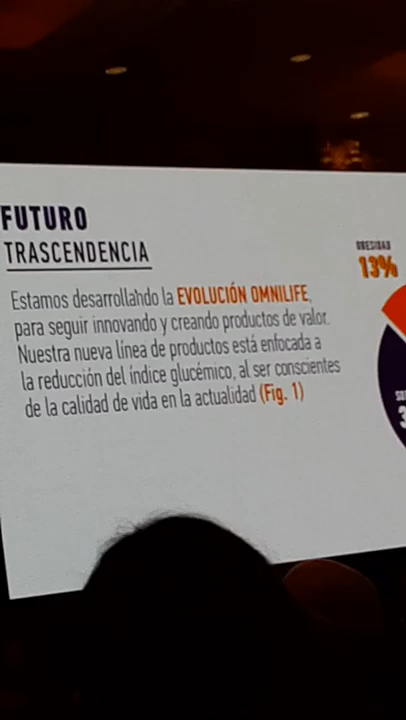 FUTURO
TRASCENDENCIA
Estamos desarrollando la EVOLUCIÓN OMNILIFE,
para seguir innovando y creando productos de valor.
Nuestra nueva línea de productos está enfocada a
la reducción del índice glucémico, al ser conscientes
de la calidad de vida en la actualidad (Fig. 1)
OBESIDAD
13%